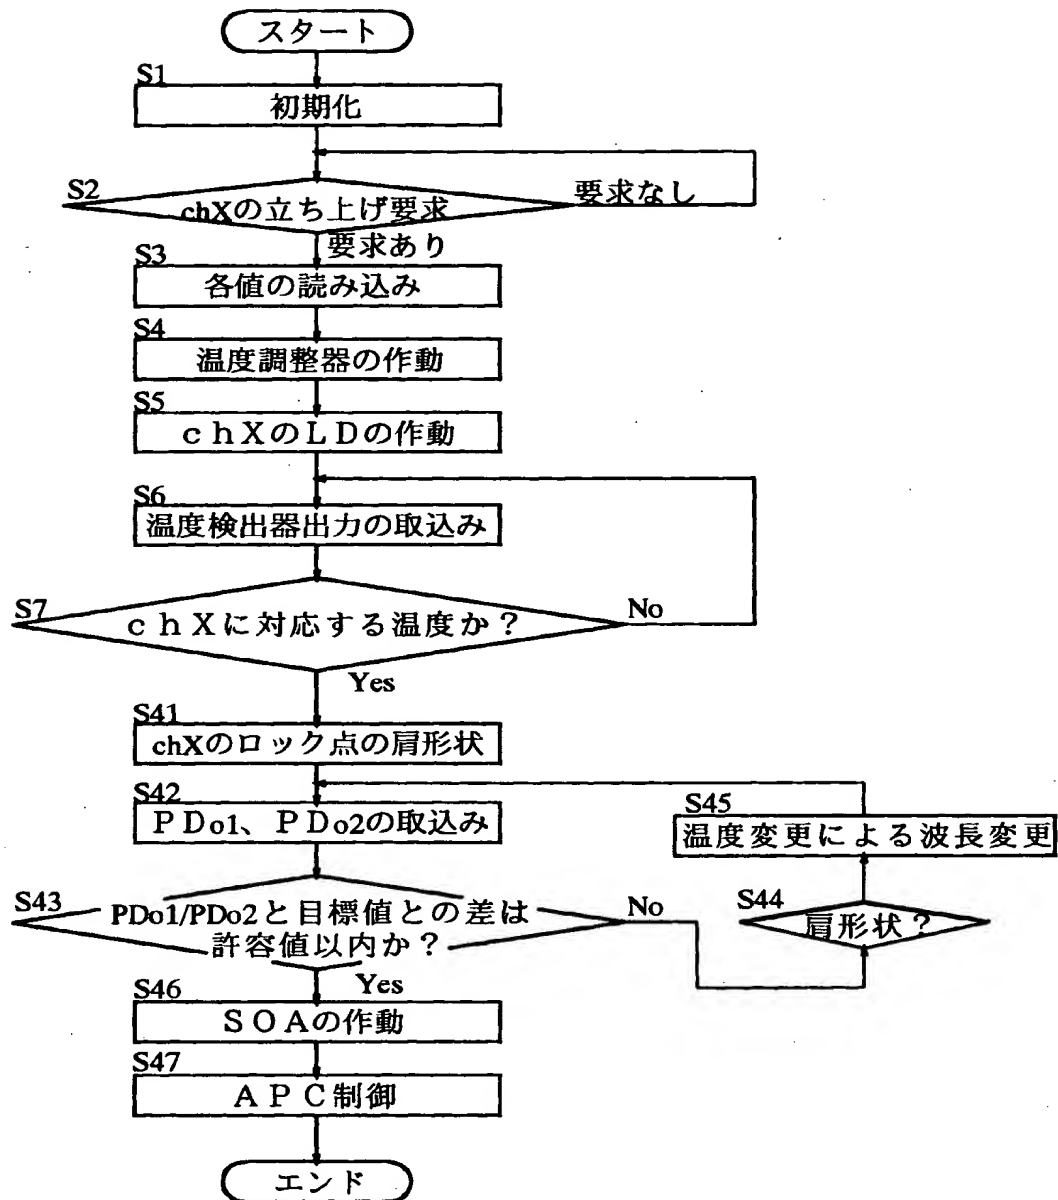 スタート
S1
初期化
S2
chXの立ち上げ要求
要求なし
要求あり
S3
各値の読み込み
S4
温度調整器の作動
S5
chXのLDの作動
S6
温度検出器出力の取込み
S7
chXに対応する温度か？
No
Yes
S41
chXのロック点の肩形状
S42
PDo1、PDo2の取込み
S45
温度変更による波長変更
S43
PDo1/PDo2と目標値との差は
許容値以内か？
No
S44
肩形状？
Yes
S46
SOAの作動
S47
APC制御
エンド